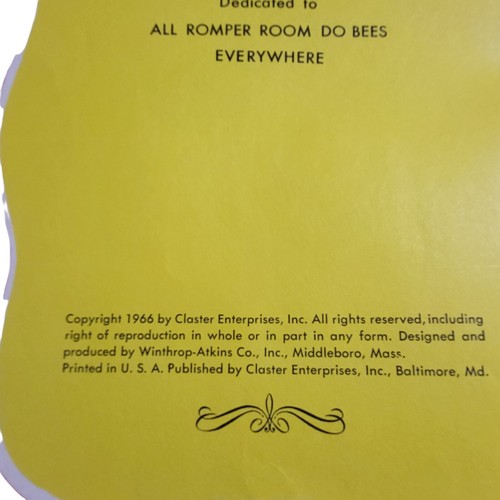 Dedicated to
ALL ROMPER ROOM DO BEES
EVERYWHERE
Copyright 1966 by Claster Enterprises, Inc. All rights reserved, including
right of reproduction in whole or in part in any form. Designed and
produced by Winthrop-Atkins Co., Inc., Middleboro, Mass.
Printed in U. S. A. Published by Claster Enterprises, Inc., Baltimore, Md.